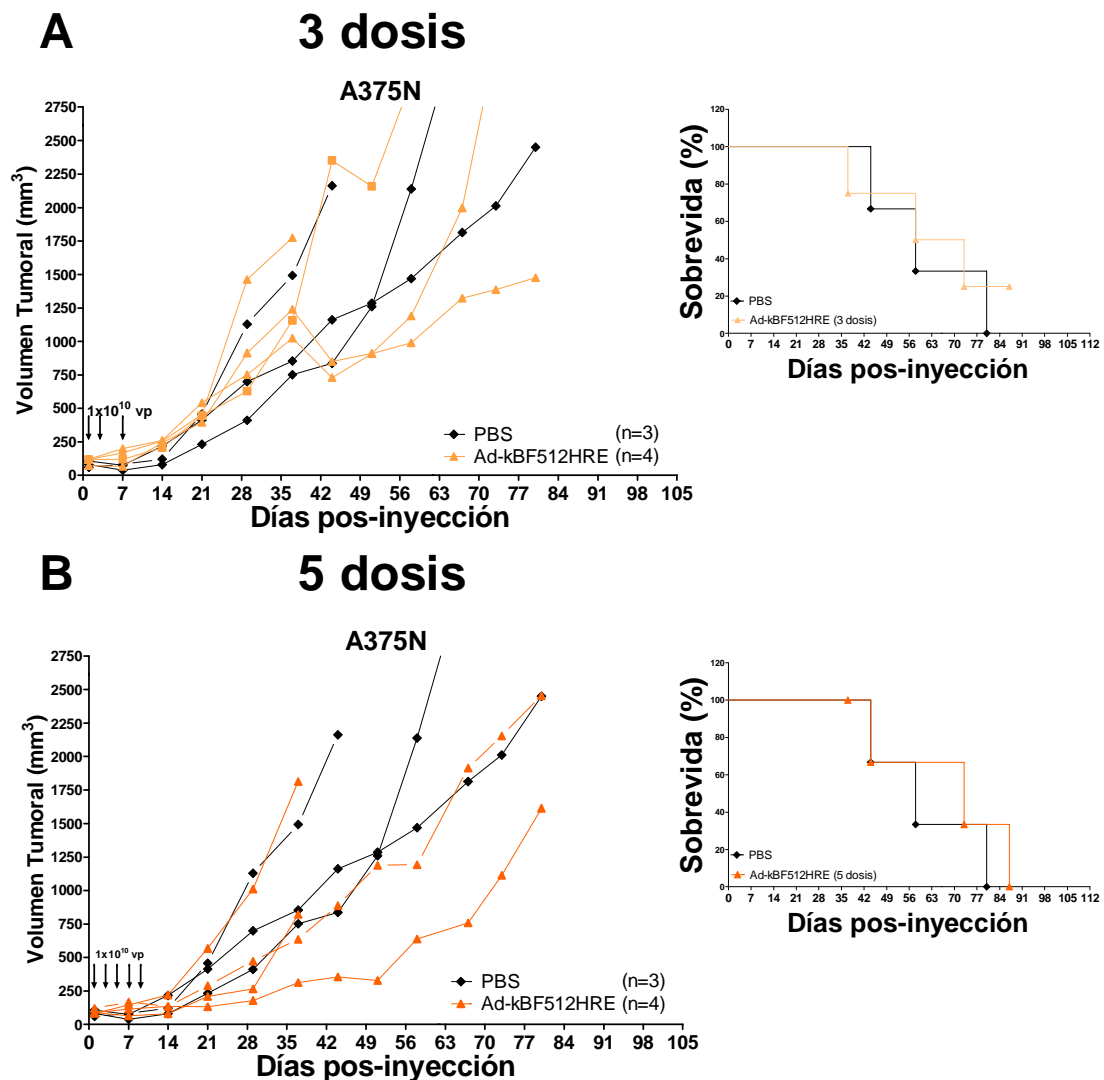 A
3 dosis
A375N
Volumen Tumoral (mm³)
2750
2500
2250
2000
1750
1500
1250
1000
750
500
250
0
1x10¹⁰ vp
PBS (n=3)
Ad-kBF512HRE (n=4)
0 7 14 21 28 35 42 49 56 63 70 77 84 91 98 105
Días pos-inyección
Sobrevida (%)
120
100
80
60
40
20
0
PBS
Ad-kBF512HRE (3 dosis)
0 7 14 21 28 35 42 49 56 63 70 77 84 91 98 105 112
Días pos-inyección
B
5 dosis
A375N
Volumen Tumoral (mm³)
2750
2500
2250
2000
1750
1500
1250
1000
750
500
250
0
1x10¹⁰ vp
PBS (n=3)
Ad-kBF512HRE (n=4)
0 7 14 21 28 35 42 49 56 63 70 77 84 91 98 105
Días pos-inyección
Sobrevida (%)
120
100
80
60
40
20
0
PBS
Ad-kBF512HRE (5 dosis)
0 7 14 21 28 35 42 49 56 63 70 77 84 91 98 105 112
Días pos-inyección